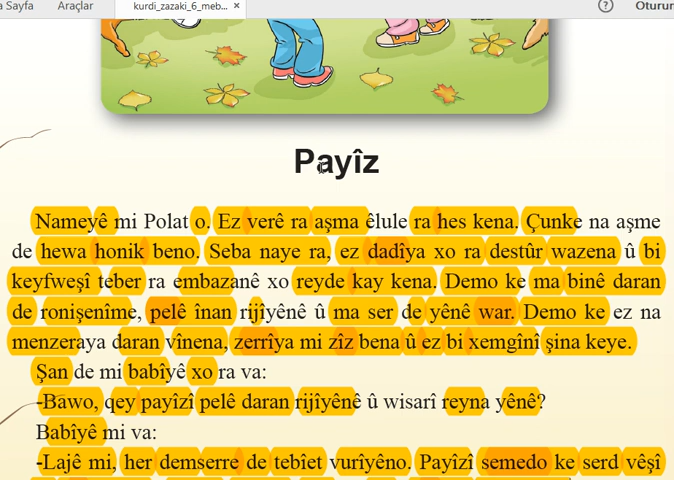 a Sayfa Araçlar kurdi_zazaki_6_meb... × ? Oturur
Payîz
Nameyê mi Polat o. Ez verê ra aşma êlule ra hes kena. Çunke na aşme
de hewa honik beno. Seba naye ra, ez dadîya xo ra destûr wazena û bi
keyfweşî teber ra embazanê xo reyde kay kena. Demo ke ma binê daran
de ronişenîme, pelê înan rijîyênê û ma ser de yênê war. Demo ke ez na
menzeraya daran vînena, zerrîya mi zîz bena û ez bi xemgînî şina keye.
Şan de mi babîyê xo ra va:
-Bawo, qey payîzî pelê daran rijîyênê û wisarî reyna yênê?
Babîyê mi va:
-Lajê mi, her demserre de tebîet vurîyêno. Payîzî semedo ke serd vêşî